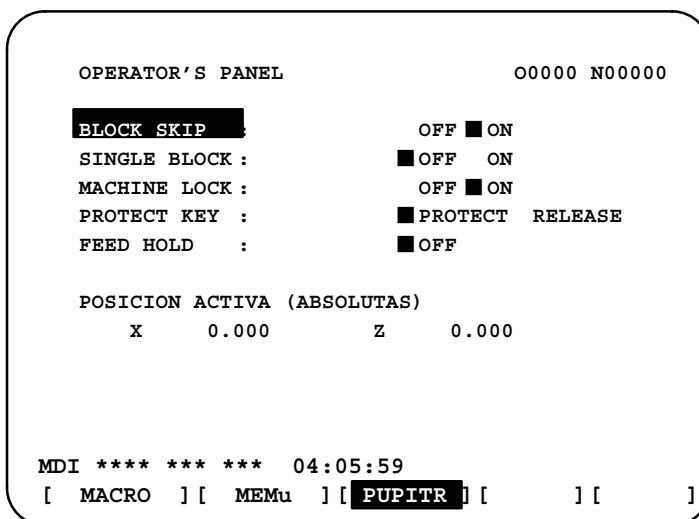 OPERATOR'S PANEL O0000 N00000
BLOCK SKIP : OFF ■ ON
SINGLE BLOCK : ■ OFF ON
MACHINE LOCK : OFF ■ ON
PROTECT KEY : ■ PROTECT RELEASE
FEED HOLD : ■ OFF
POSICION ACTIVA (ABSOLUTAS)
X 0.000 Z 0.000
MDI **** *** *** 04:05:59
[ MACRO ] [ MEMu ] [ PUPITR ] [ ] [ ]